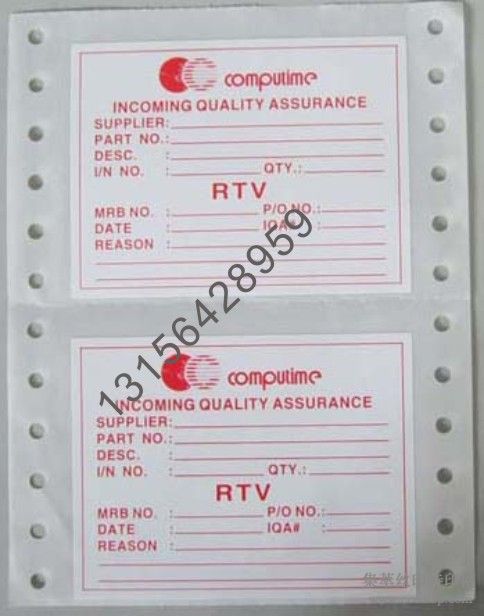 computime
INCOMING QUALITY ASSURANCE
SUPPLIER:
PART NO.:
DESC. :
I/N NO. : QTY.:
RTV
MRB NO. : P/O NO.:
DATE : IQA# :
REASON :
13156428959
computime
INCOMING QUALITY ASSURANCE
SUPPLIER:
PART NO.:
DESC. :
I/N NO. : QTY.:
RTV
MRB NO. : P/O NO.:
DATE : IQA# :
REASON :